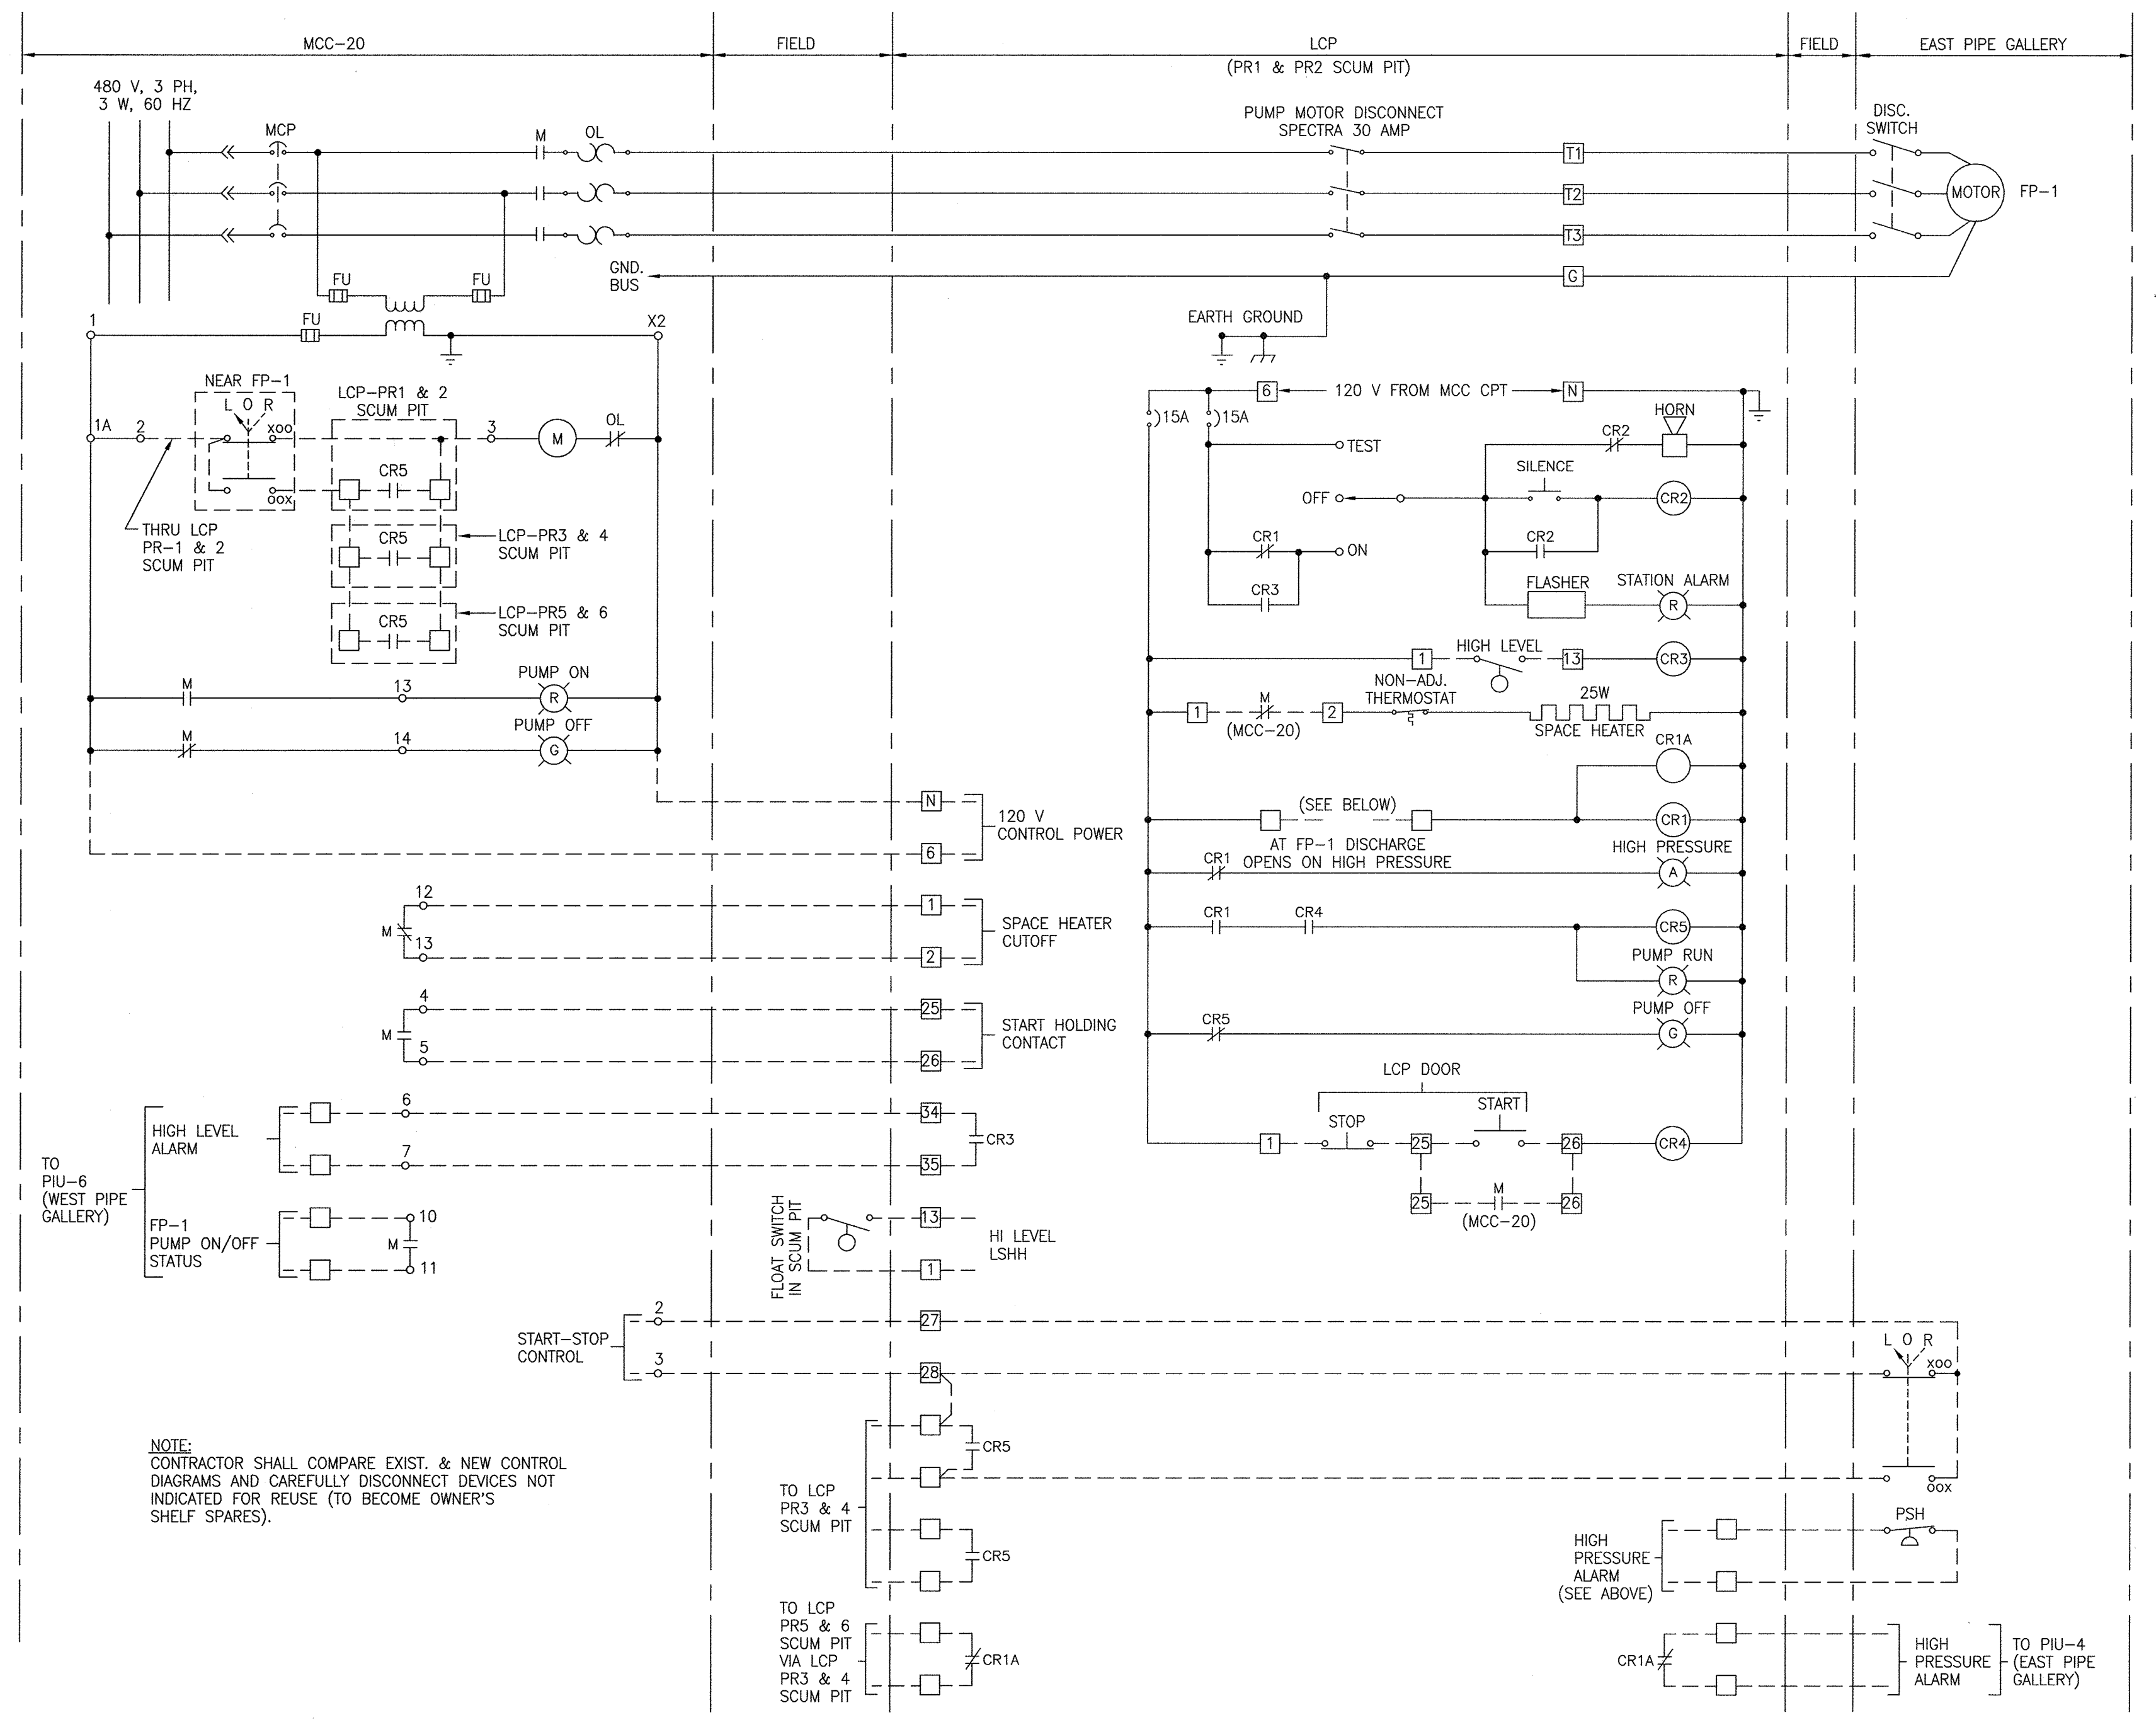 MCC-20
FIELD
LCP
(PR1 & PR2 SCUM PIT)
FIELD
EAST PIPE GALLERY
480 V, 3 PH,
3 W, 60 HZ
MCP
M
OL
PUMP MOTOR DISCONNECT
SPECTRA 30 AMP
DISC.
SWITCH
T1
T2
T3
MOTOR
FP-1
GND.
BUS
G
FU
FU
FU
1
X2
EARTH GROUND
NEAR FP-1
L O R
XOO
OOX
LCP-PR1 & 2
SCUM PIT
1A
2
3
M
OL
CR5
CR5
CR5
THRU LCP
PR-1 & 2
SCUM PIT
LCP-PR3 & 4
SCUM PIT
LCP-PR5 & 6
SCUM PIT
M
13
PUMP ON
R
PUMP OFF
M
14
G
6
120 V FROM MCC CPT
N
15A
15A
TEST
OFF
ON
CR1
CR3
CR2
HORN
SILENCE
CR2
CR2
FLASHER
STATION ALARM
R
1
HIGH LEVEL
13
CR3
NON-ADJ.
THERMOSTAT
1
M
(MCC-20)
2
25W
SPACE HEATER
CR1A
(SEE BELOW)
CR1
AT FP-1 DISCHARGE
OPENS ON HIGH PRESSURE
HIGH PRESSURE
CR1
A
CR1
CR4
CR5
PUMP RUN
R
PUMP OFF
CR5
G
LCP DOOR
STOP
START
1
25
26
CR4
25
M
26
(MCC-20)
N
6
120 V
CONTROL POWER
12
M
13
1
2
SPACE HEATER
CUTOFF
4
M
5
25
26
START HOLDING
CONTACT
TO
PIU-6
(WEST PIPE
GALLERY)
HIGH LEVEL
ALARM
6
7
34
35
CR3
FP-1
PUMP ON/OFF
STATUS
10
M
11
FLOAT SWITCH
IN SCUM PIT
13
1
HI LEVEL
LSHH
START-STOP
CONTROL
2
3
27
28
L O R
XOO
OOX
CR5
TO LCP
PR3 & 4
SCUM PIT
CR5
NOTE:
CONTRACTOR SHALL COMPARE EXIST. & NEW CONTROL
DIAGRAMS AND CAREFULLY DISCONNECT DEVICES NOT
INDICATED FOR REUSE (TO BECOME OWNER'S
SHELF SPARES).
HIGH
PRESSURE
ALARM
(SEE ABOVE)
PSH
TO LCP
PR5 & 6
SCUM PIT
VIA LCP
PR3 & 4
SCUM PIT
CR1A
CR1A
HIGH
PRESSURE
ALARM
TO PIU-4
(EAST PIPE
GALLERY)